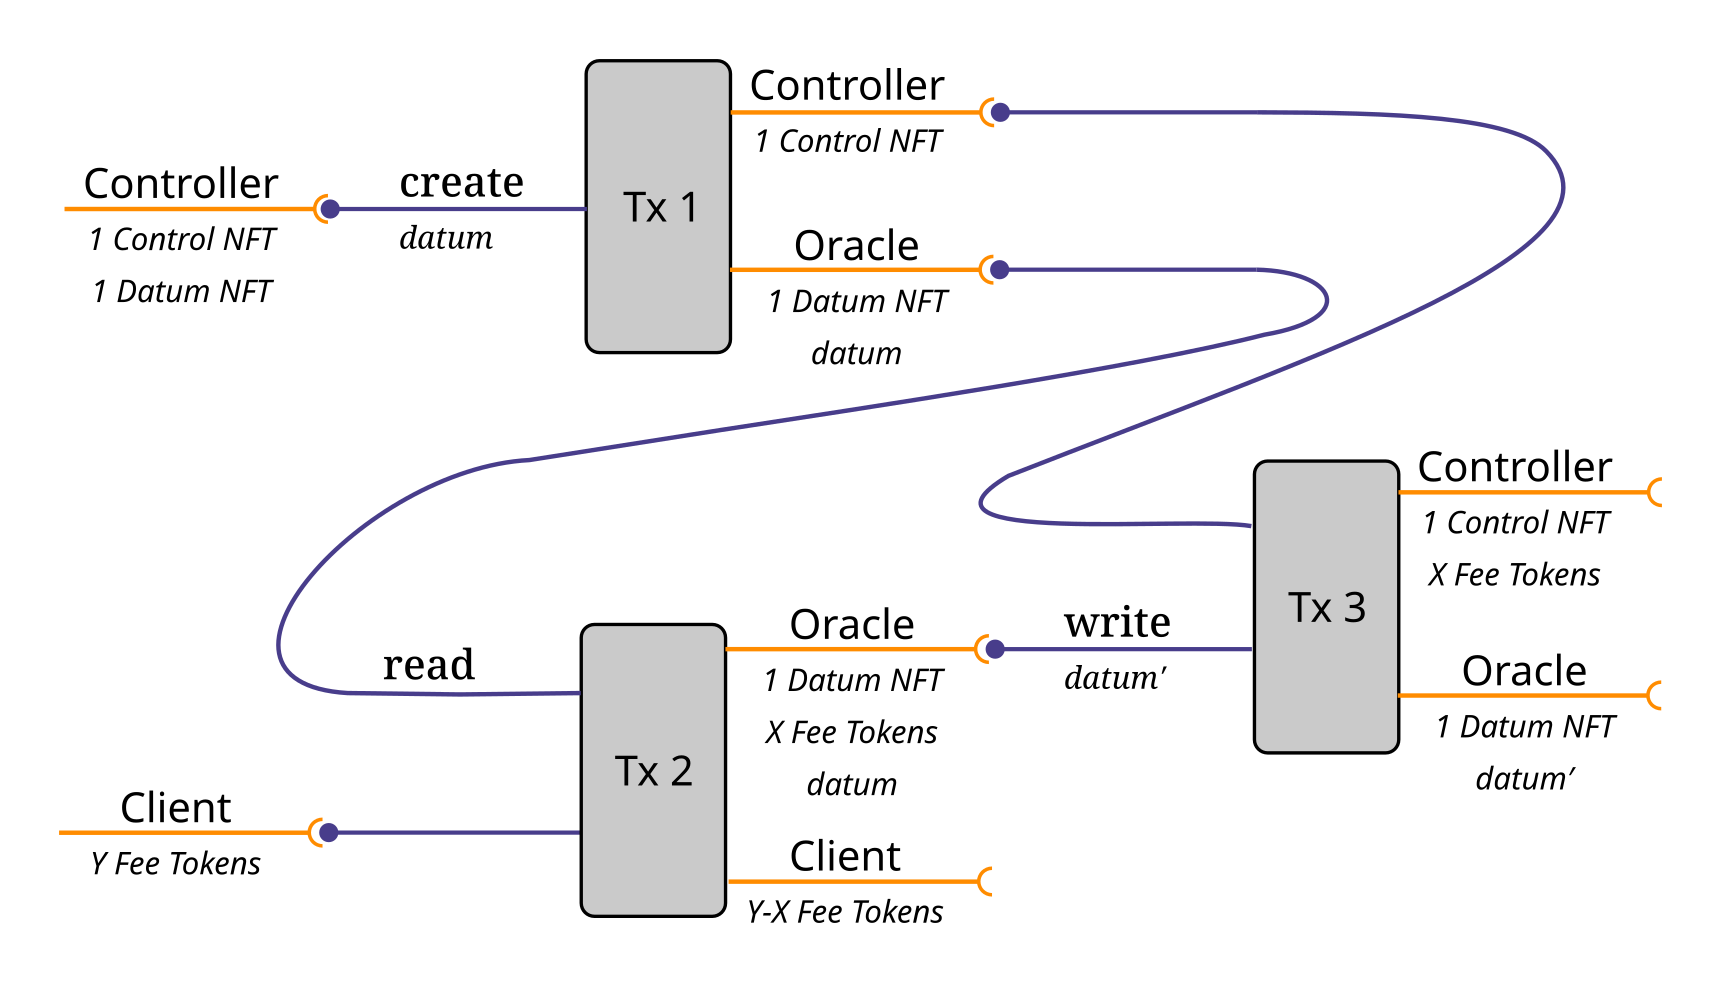 Controller
1 Control NFT
1 Datum NFT
create
datum
Tx 1
Controller
1 Control NFT
Oracle
1 Datum NFT
datum
read
Client
Y Fee Tokens
Tx 2
Oracle
1 Datum NFT
X Fee Tokens
datum
Client
Y-X Fee Tokens
write
datum′
Tx 3
Controller
1 Control NFT
X Fee Tokens
Oracle
1 Datum NFT
datum′